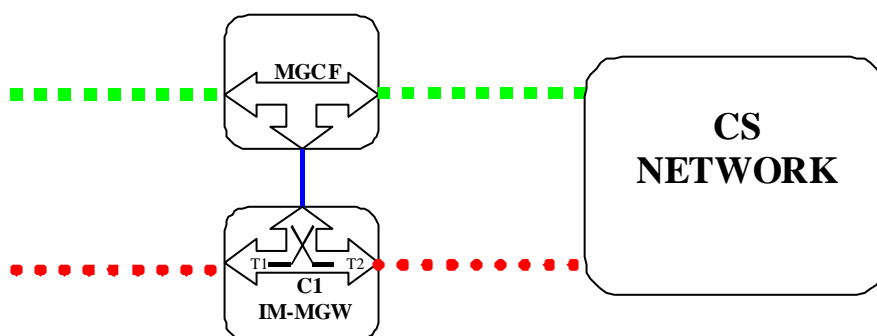 MGCF
CS
NETWORK
T1 T2
C1
IM-MGW